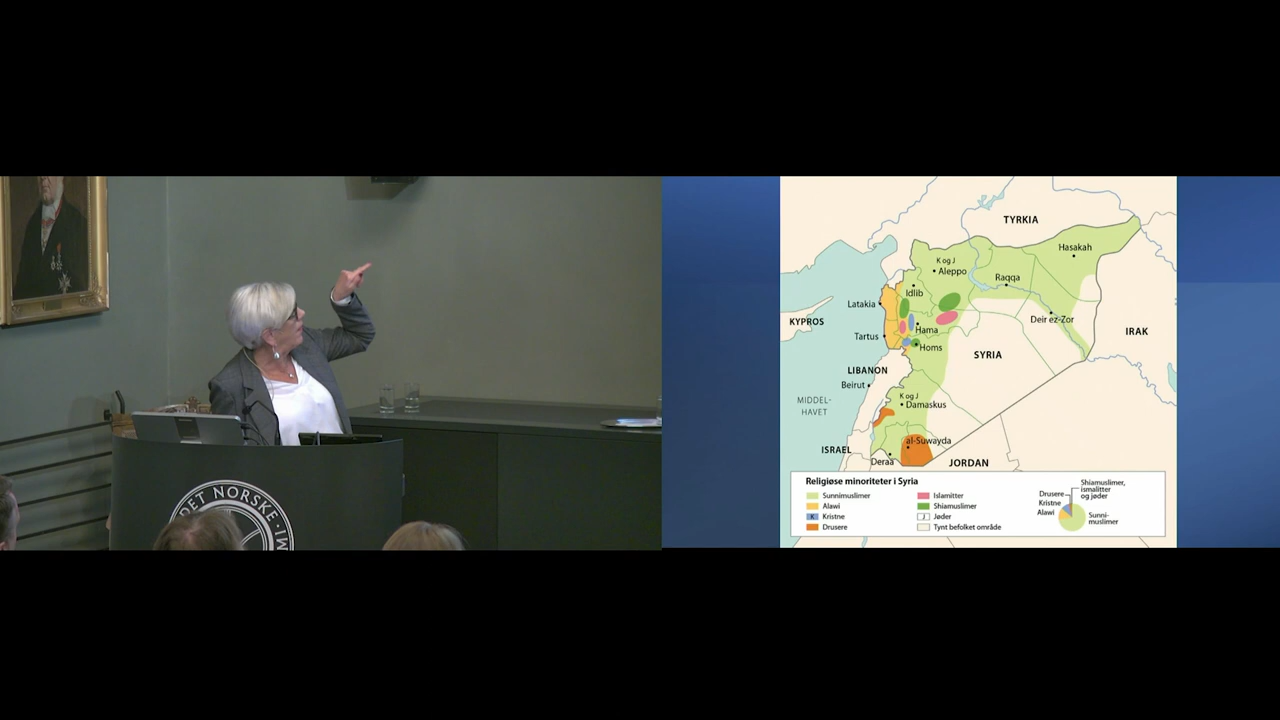 DET NORSKE
TYRKIA
Hasakah
K og J
Aleppo
Raqqa
Idlib
Latakia
KYPROS
Deir ez-Zor
Hama
IRAK
Tartus
Homs
SYRIA
LIBANON
Beirut
K og J
MIDDEL-
HAVET
Damaskus
al-Suwayda
ISRAEL
Deraa
JORDAN
Religiøse minoriteter i Syria
Sunnimuslimer
Alawi
K Kristne
Drusere
Islamitter
Shiamuslimer
J Jøder
Tynt befolket område
Shiamuslimer,
ismalitter
og jøder
Drusere
Kristne
Alawi
Sunni-
muslimer